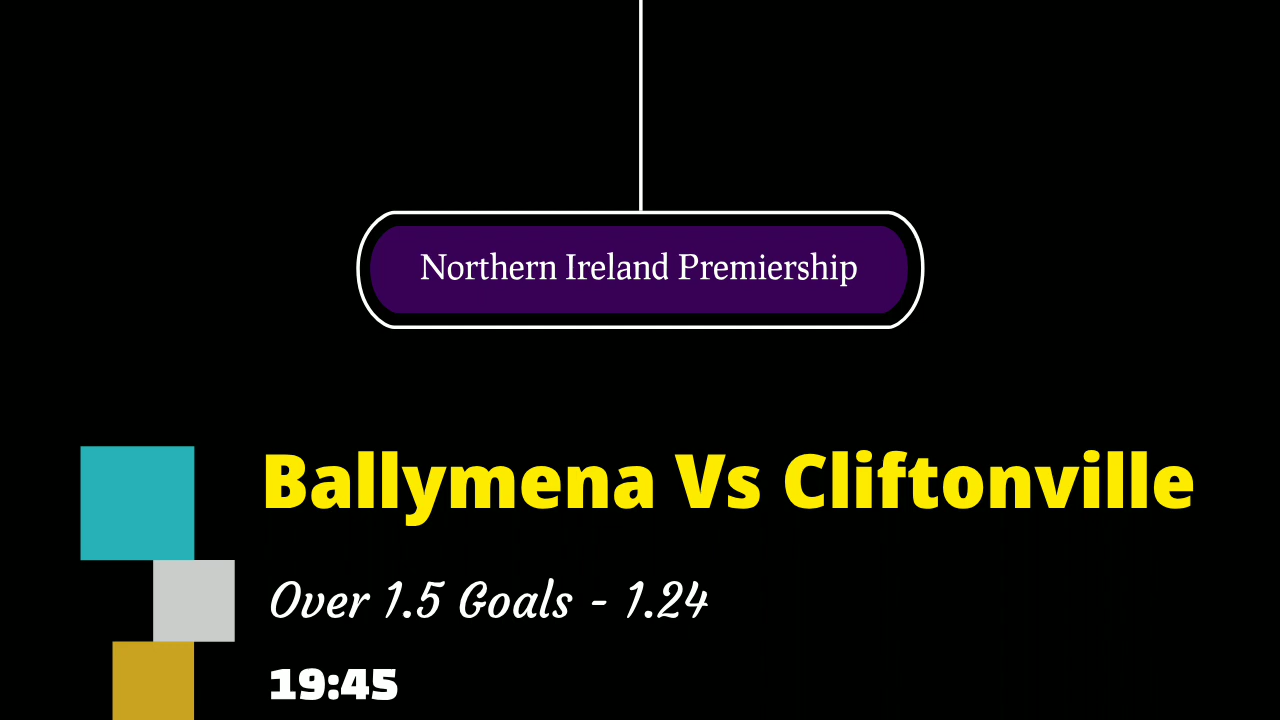 Northern Ireland Premiership
Ballymena Vs Cliftonville
Over 1.5 Goals - 1.24
19:45